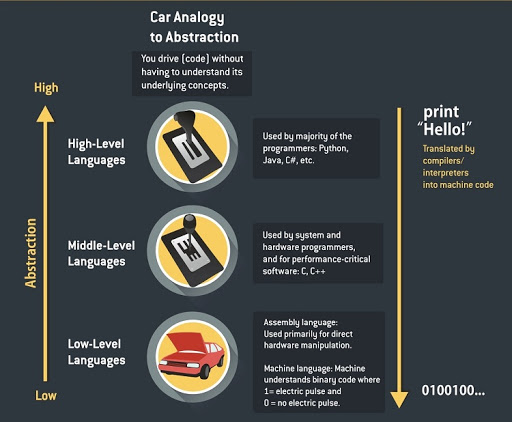 Car Analogy
to Abstraction
You drive (code) without
having to understand its
underlying concepts.
High
Abstraction
Low
High-Level
Languages
Used by majority of the
programmers: Python,
Java, C#, etc.
Middle-Level
Languages
Used by system and
hardware programmers,
and for performance-critical
software: C, C++
Low-Level
Languages
Assembly language:
Used primarily for direct
hardware manipulation.
Machine language: Machine
understands binary code where
1= electric pulse and
0 = no electric pulse.
print
"Hello!"
Translated by
compilers/
interpreters
into machine code
0100100...